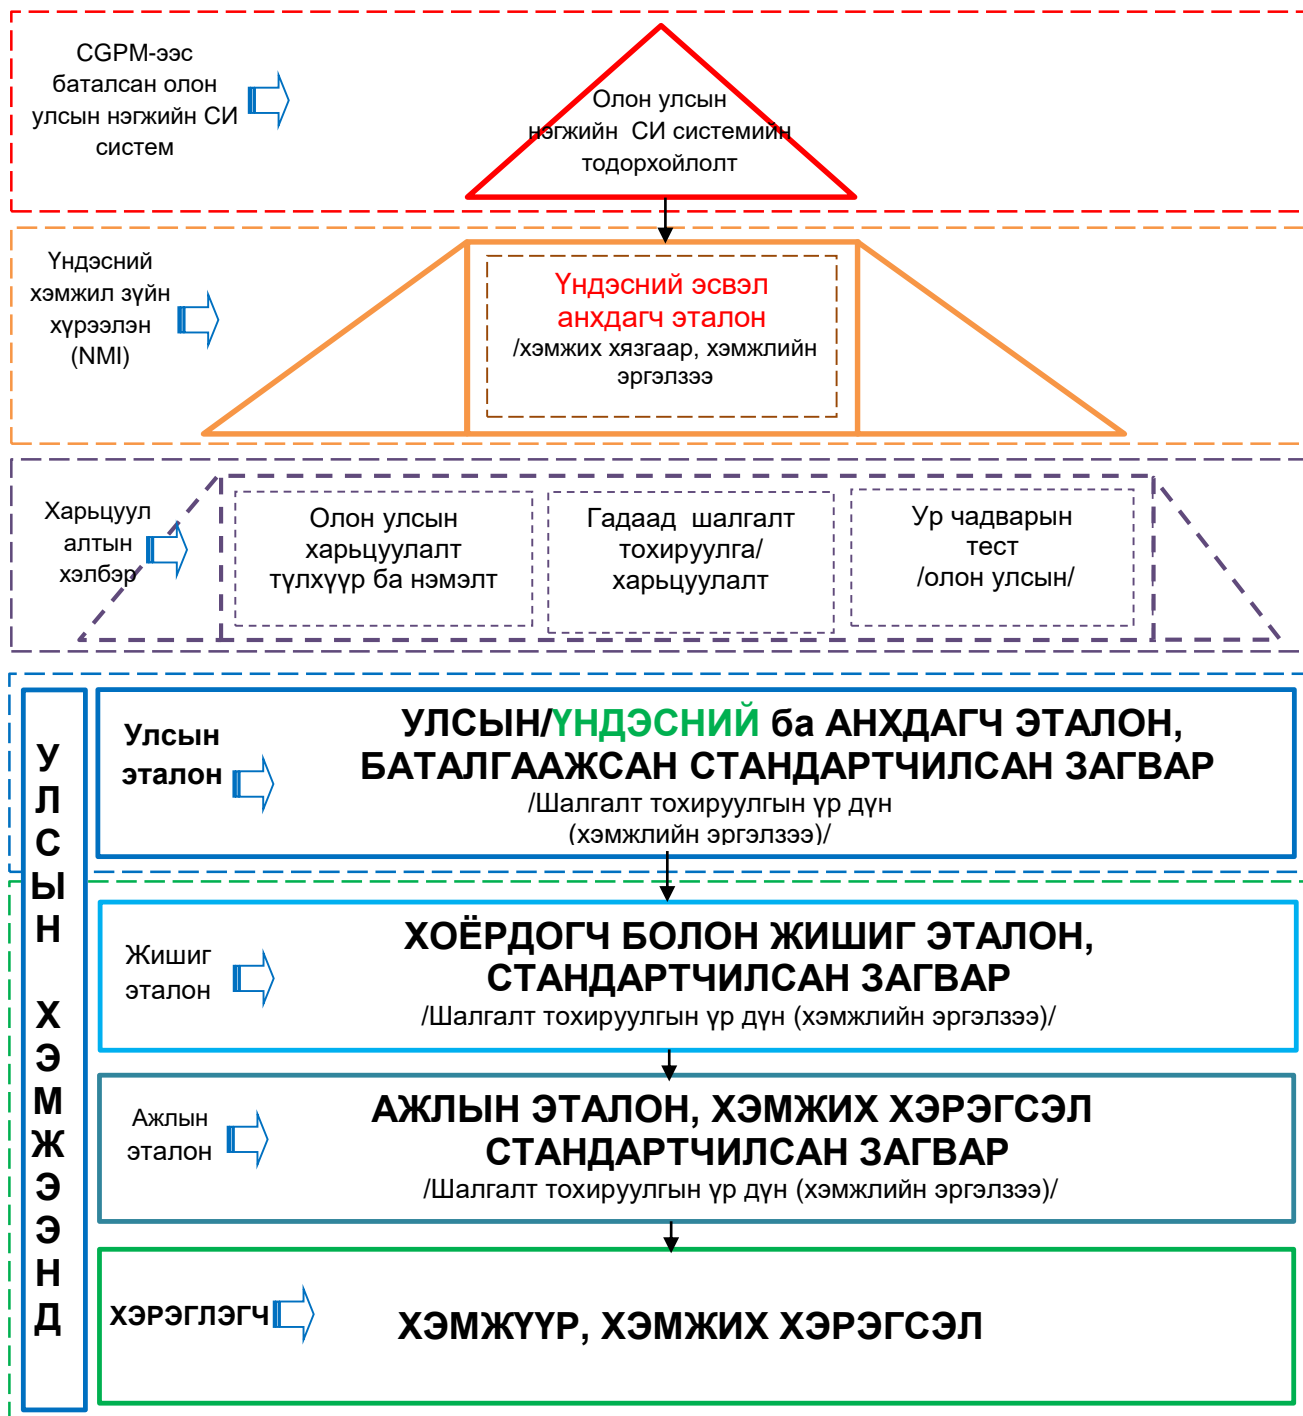 CGPM-ээс
баталсан олон
улсын нэгжийн СИ
систем
Олон улсын
нэгжийн СИ системийн
тодорхойлолт
Үндэсний
хэмжил зүйн
хүрээлэн
(NMI)
Үндэсний эсвэл
анхдагч эталон
/хэмжих хязгаар, хэмжлийн
эргэлзээ
Харьцуул
алтын
хэлбэр
Олон улсын
харьцуулалт
түлхүүр ба нэмэлт
Гадаад шалгалт
тохируулга/
харьцуулалт
Ур чадварын
тест
/олон улсын/
УЛСЫН ХЭМЖЭЭНД
Улсын
эталон
УЛСЫН/ҮНДЭСНИЙ ба АНХДАГЧ ЭТАЛОН,
БАТАЛГААЖСАН СТАНДАРТЧИЛСАН ЗАГВАР
/Шалгалт тохируулгын үр дүн
(хэмжлийн эргэлзээ)/
Жишиг
эталон
ХОЁРДОГЧ БОЛОН ЖИШИГ ЭТАЛОН,
СТАНДАРТЧИЛСАН ЗАГВАР
/Шалгалт тохируулгын үр дүн (хэмжлийн эргэлзээ)/
Ажлын
эталон
АЖЛЫН ЭТАЛОН, ХЭМЖИХ ХЭРЭГСЭЛ
СТАНДАРТЧИЛСАН ЗАГВАР
/Шалгалт тохируулгын үр дүн (хэмжлийн эргэлзээ)/
ХЭРЭГЛЭГЧ
ХЭМЖҮҮР, ХЭМЖИХ ХЭРЭГСЭЛ